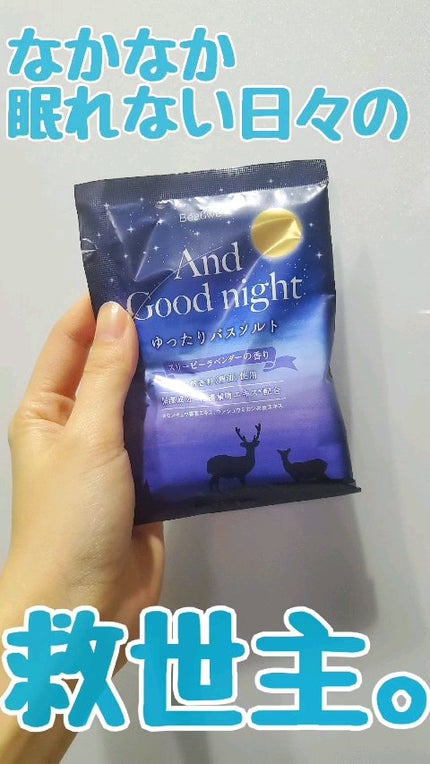 なかなか
眠れない日々の
And
Good night
ゆったりバスソルト
スリーピーラベンダーの香り
救世主。